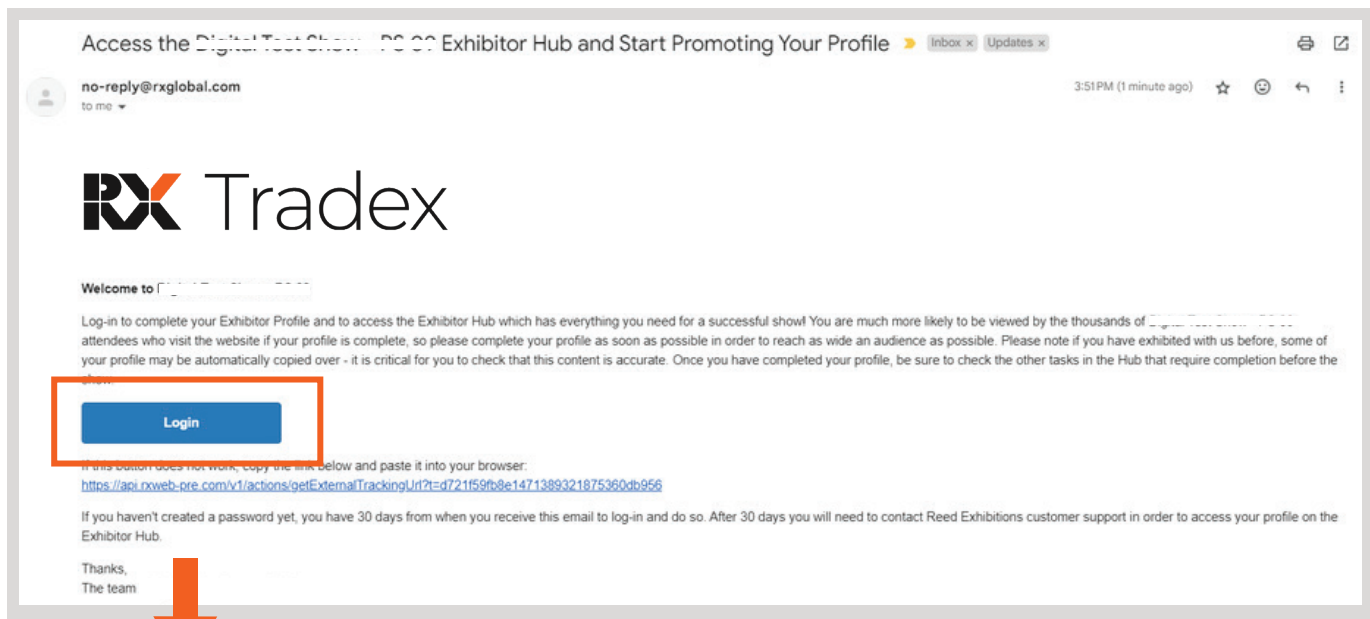 Access the Exhibitor Hub and Start Promoting Your Profile Inbox x Updates x
no-reply@rxglobal.com 3:51 PM (1 minute ago)
to me
RX Tradex
Welcome to
Log-in to complete your Exhibitor Profile and to access the Exhibitor Hub which has everything you need for a successful show! You are much more likely to be viewed by the thousands of
attendees who visit the website if your profile is complete, so please complete your profile as soon as possible in order to reach as wide an audience as possible. Please note if you have exhibited with us before, some of
your profile may be automatically copied over - it is critical for you to check that this content is accurate. Once you have completed your profile, be sure to check the other tasks in the Hub that require completion before the
show.
Login
If this button does not work, copy the link below and paste it into your browser:
https://api.rxweb-pre.com/v1/actions/getExternalTrackingUrl?t=d721f59fb8e1471389321875360db956
If you haven't created a password yet, you have 30 days from when you receive this email to log-in and do so. After 30 days you will need to contact Reed Exhibitions customer support in order to access your profile on the
Exhibitor Hub.
Thanks,
The team